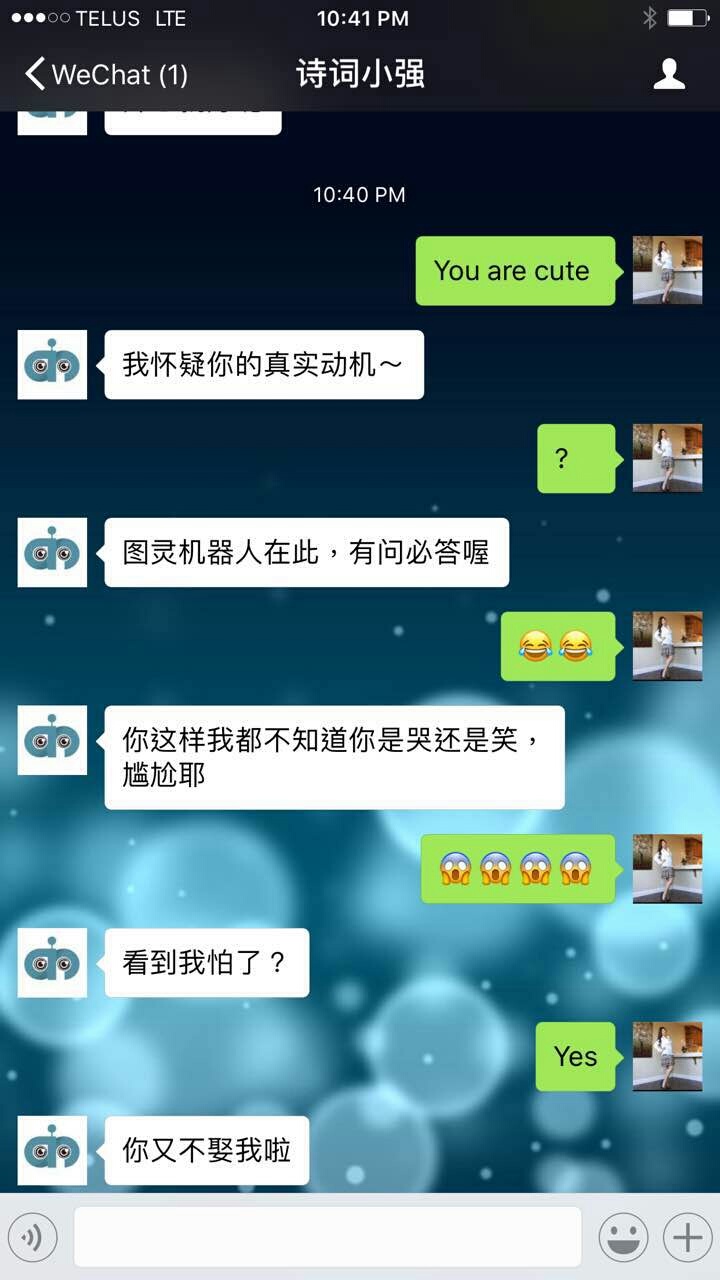 TELUS LTE 10:41 PM
WeChat (1) 诗词小强
10:40 PM
You are cute
我怀疑你的真实动机～
?
图灵机器人在此，有问必答喔
😂😂
你这样我都不知道你是哭还是笑，
尴尬耶
😱😱😱😱
看到我怕了？
Yes
你又不娶我啦